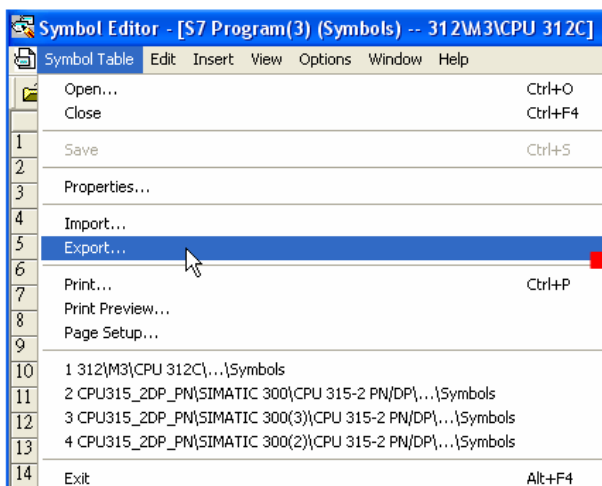 Symbol Editor - [S7 Program(3) (Symbols) -- 312\M3\CPU 312C]
Symbol Table Edit Insert View Options Window Help
Open... Ctrl+O
Close Ctrl+F4
1
Save Ctrl+S
2
Properties...
3
4
Import...
5
Export...
6
Print... Ctrl+P
7
Print Preview...
8
Page Setup...
9
10 1 312\M3\CPU 312C\...\Symbols
11 2 CPU315_2DP_PN\SIMATIC 300\CPU 315-2 PN/DP\...\Symbols
12 3 CPU315_2DP_PN\SIMATIC 300(3)\CPU 315-2 PN/DP\...\Symbols
13 4 CPU315_2DP_PN\SIMATIC 300(2)\CPU 315-2 PN/DP\...\Symbols
14 Exit Alt+F4